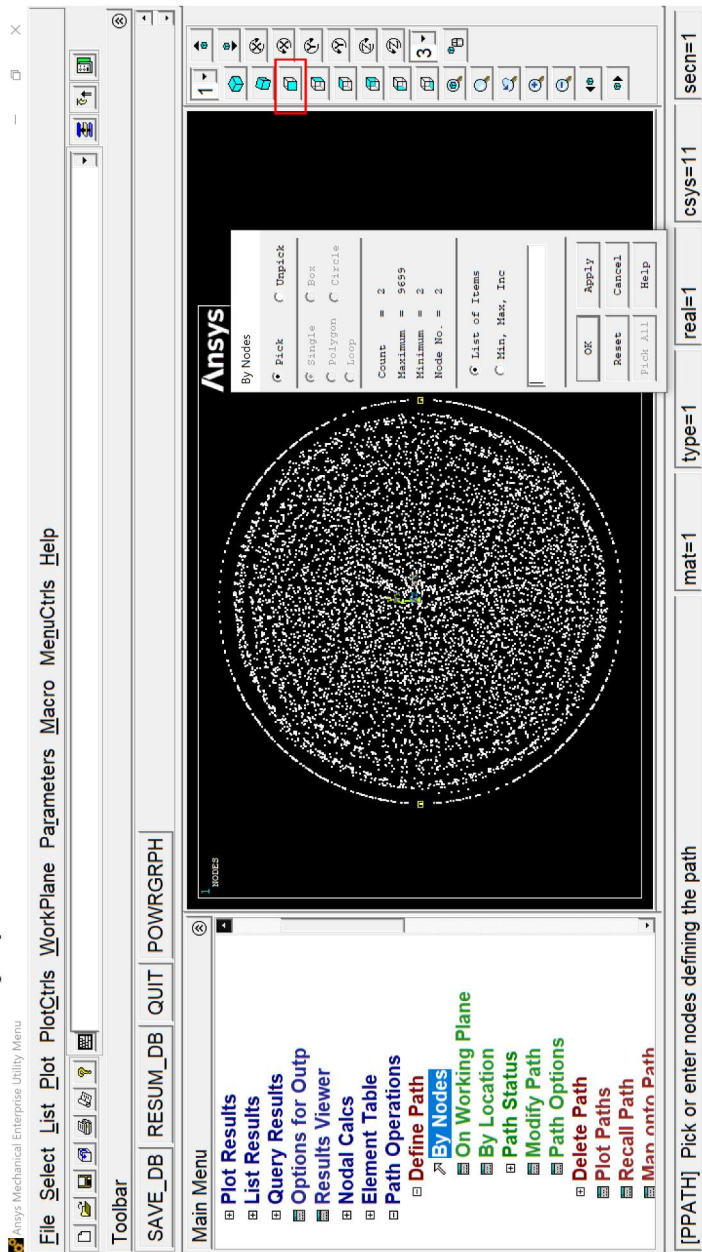 Ansys Mechanical Enterprise Utility Menu
File Select List Plot PlotCtrls WorkPlane Parameters Macro MenuCtrls Help
Toolbar
SAVE_DB RESUM_DB QUIT POWRGRPH
Main Menu
Plot Results
List Results
Query Results
Options for Outp
Results Viewer
Nodal Calcs
Element Table
Path Operations
Define Path
By Nodes
On Working Plane
By Location
Path Status
Modify Path
Path Options
Delete Path
Plot Paths
Recall Path
Map onto Path
1
NODES
Ansys
By Nodes
Pick Unpick
Single Box
Polygon Circle
Loop
Count = 2
Maximum = 9699
Minimum = 2
Node No. = 2
List of Items
Min, Max, Inc
OK Apply
Reset Cancel
Pick All Help
1
3
[PPATH] Pick or enter nodes defining the path
mat=1 type=1 real=1 csys=11 secn=1